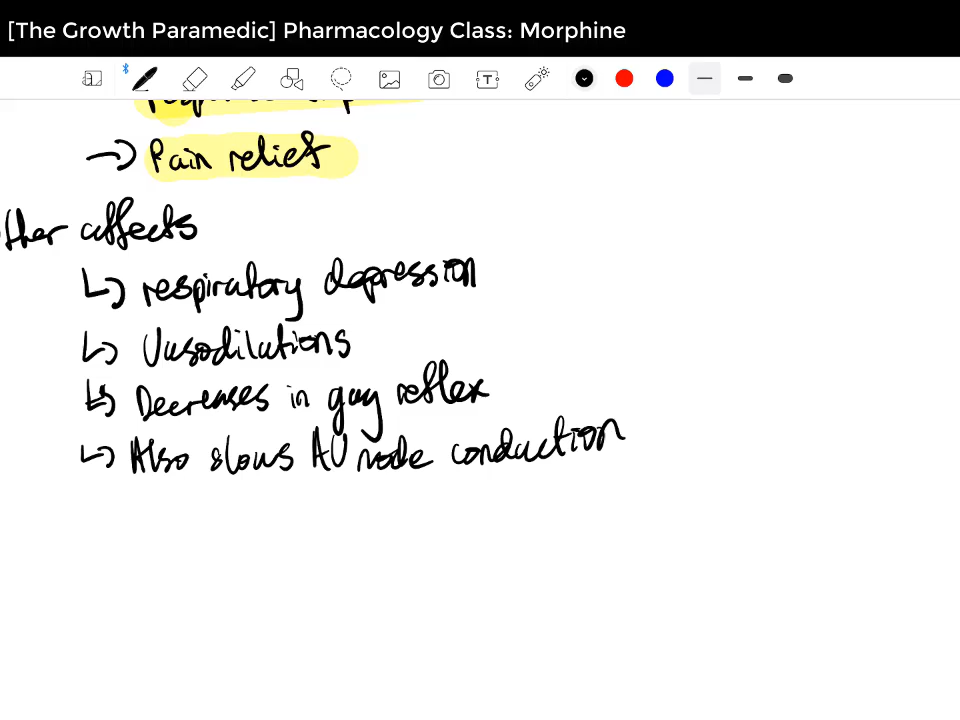 [The Growth Paramedic] Pharmacology Class: Morphine
T
→ Pain relief
other affects
↳ respiratory depression
↳ Vasodilations
↳ Decreases in gag reflex
↳ Also slows AV node conduction